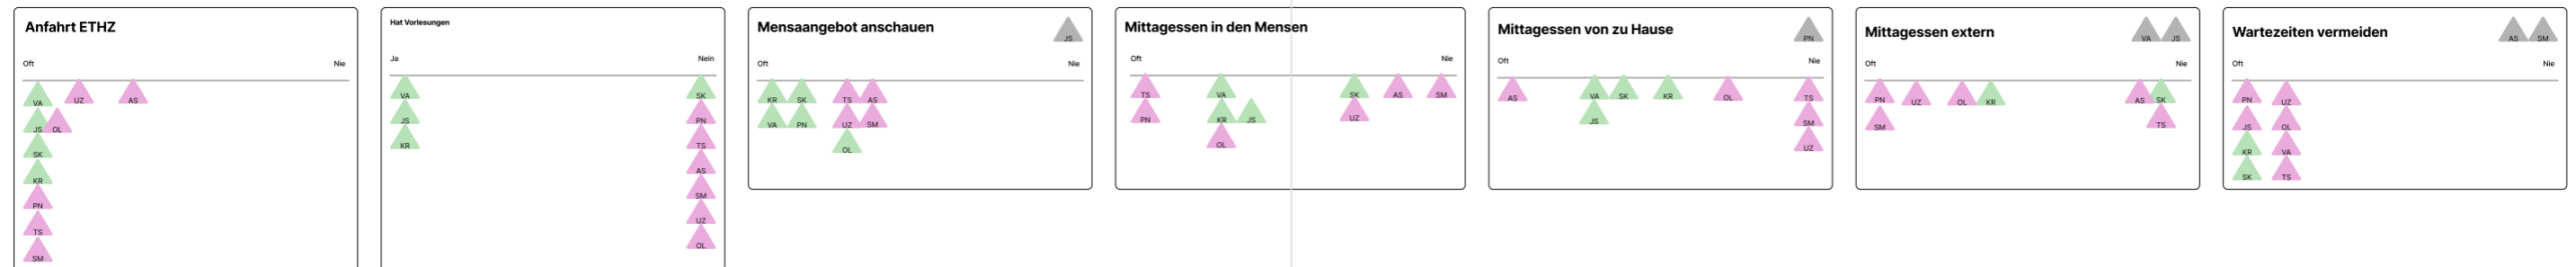 Anfahrt ETHZ
Oft Nie
VA UZ AS
JS OL
SK
KR
PN
TS
SM
Hat Vorlesungen
Ja Nein
VA SK
JS PN
KR TS
AS
SM
UZ
OL
Mensaangebot anschauen JS
Oft Nie
KR SK TS AS
VA PN UZ SM
OL
Mittagessen in den Mensen
Oft Nie
TS VA SK AS SM
PN KR JS UZ
OL
Mittagessen von zu Hause PN
Oft Nie
AS VA SK KR OL TS
JS SM
UZ
Mittagessen extern VA JS
Oft Nie
PN UZ OL KR AS SK
SM TS
Wartezeiten vermeiden AS SM
Oft Nie
PN UZ
JS OL
KR VA
SK TS